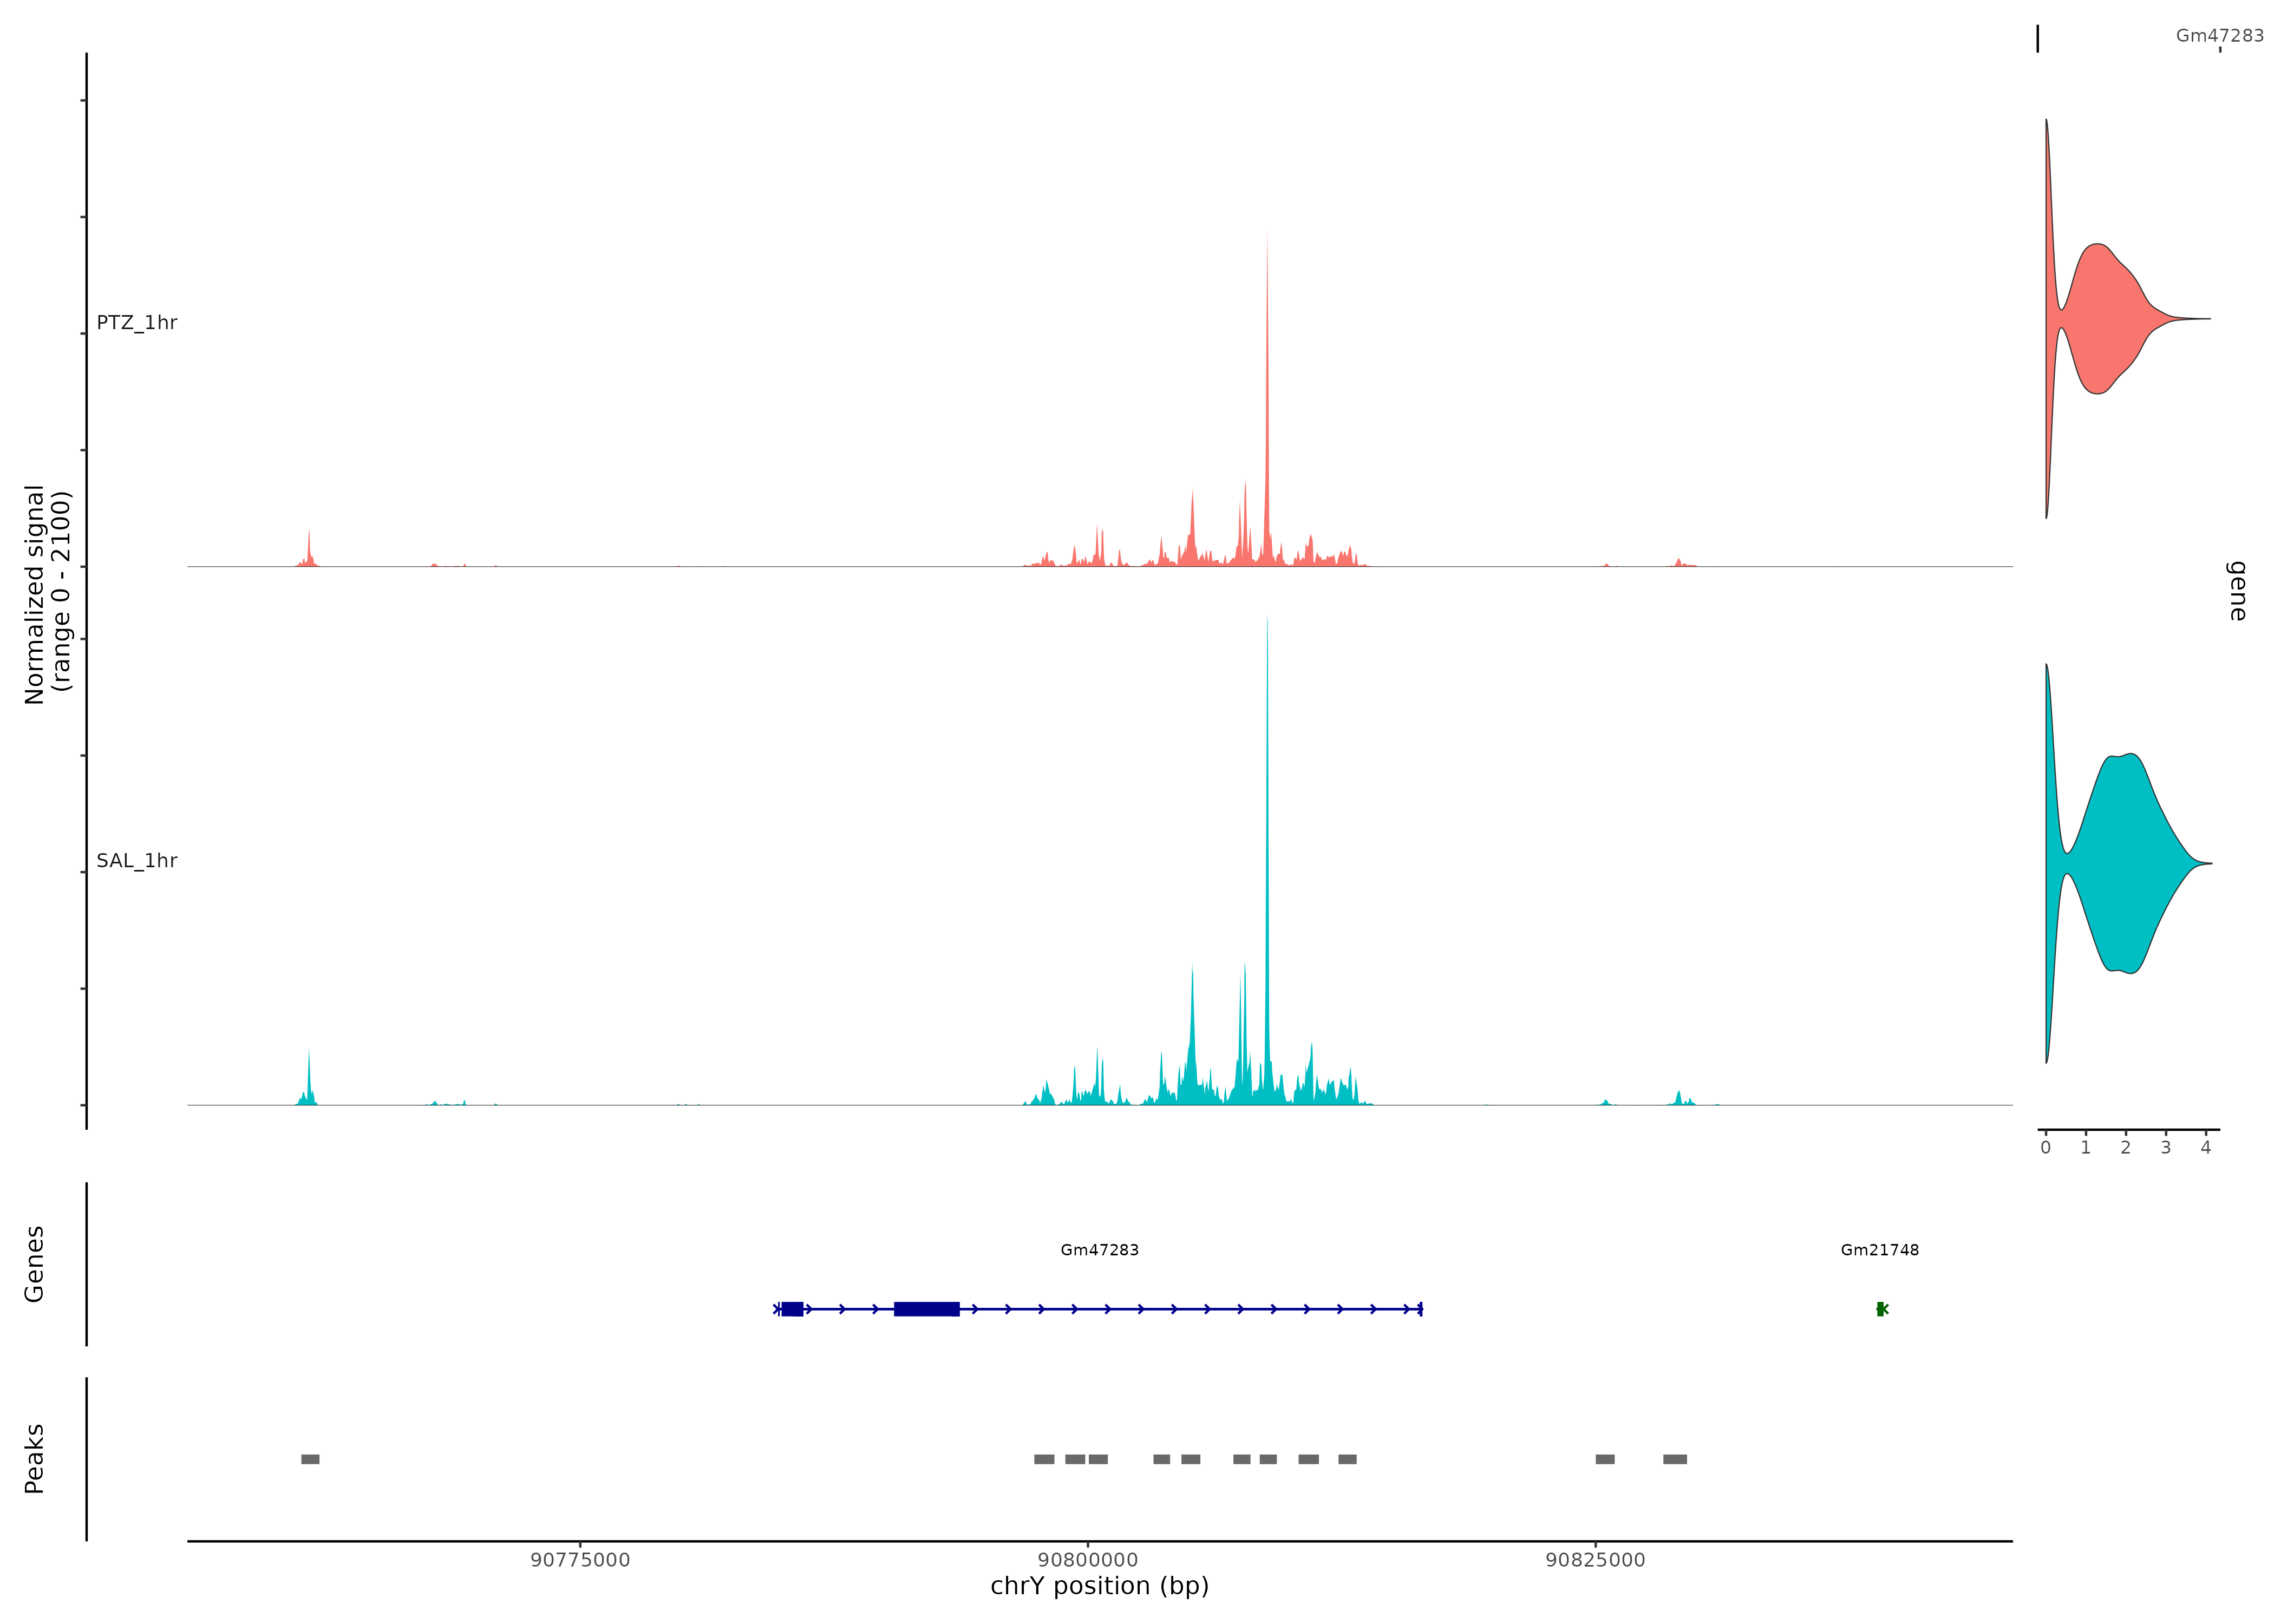 Gm47283
Normalized signal
(range 0 - 2100)
PTZ_1hr
SAL_1hr
gene
0 1 2 3 4
Genes
Gm47283 Gm21748
Peaks
90775000 90800000 90825000
chrY position (bp)